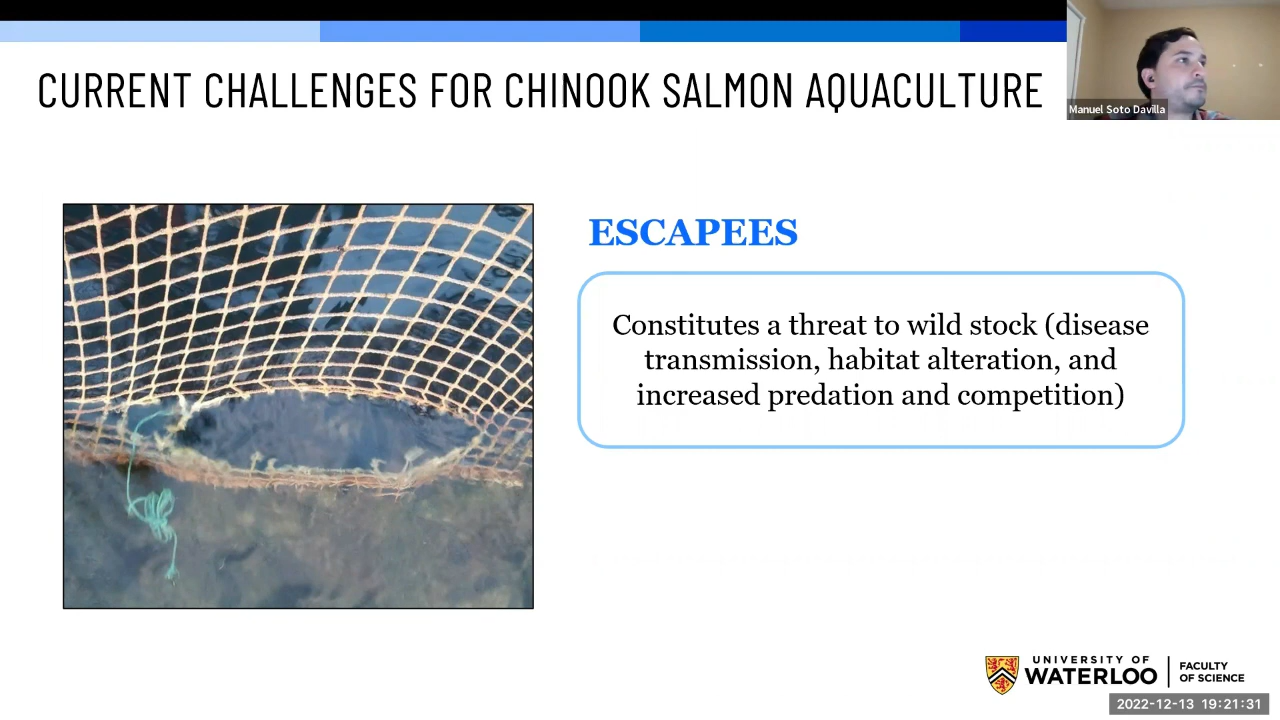 CURRENT CHALLENGES FOR CHINOOK SALMON AQUACULTURE
Manuel Soto Davilla
ESCAPEES
Constitutes a threat to wild stock (disease
transmission, habitat alteration, and
increased predation and competition)
UNIVERSITY OF
WATERLOO
FACULTY
OF SCIENCE
2022-12-13 19:21:31